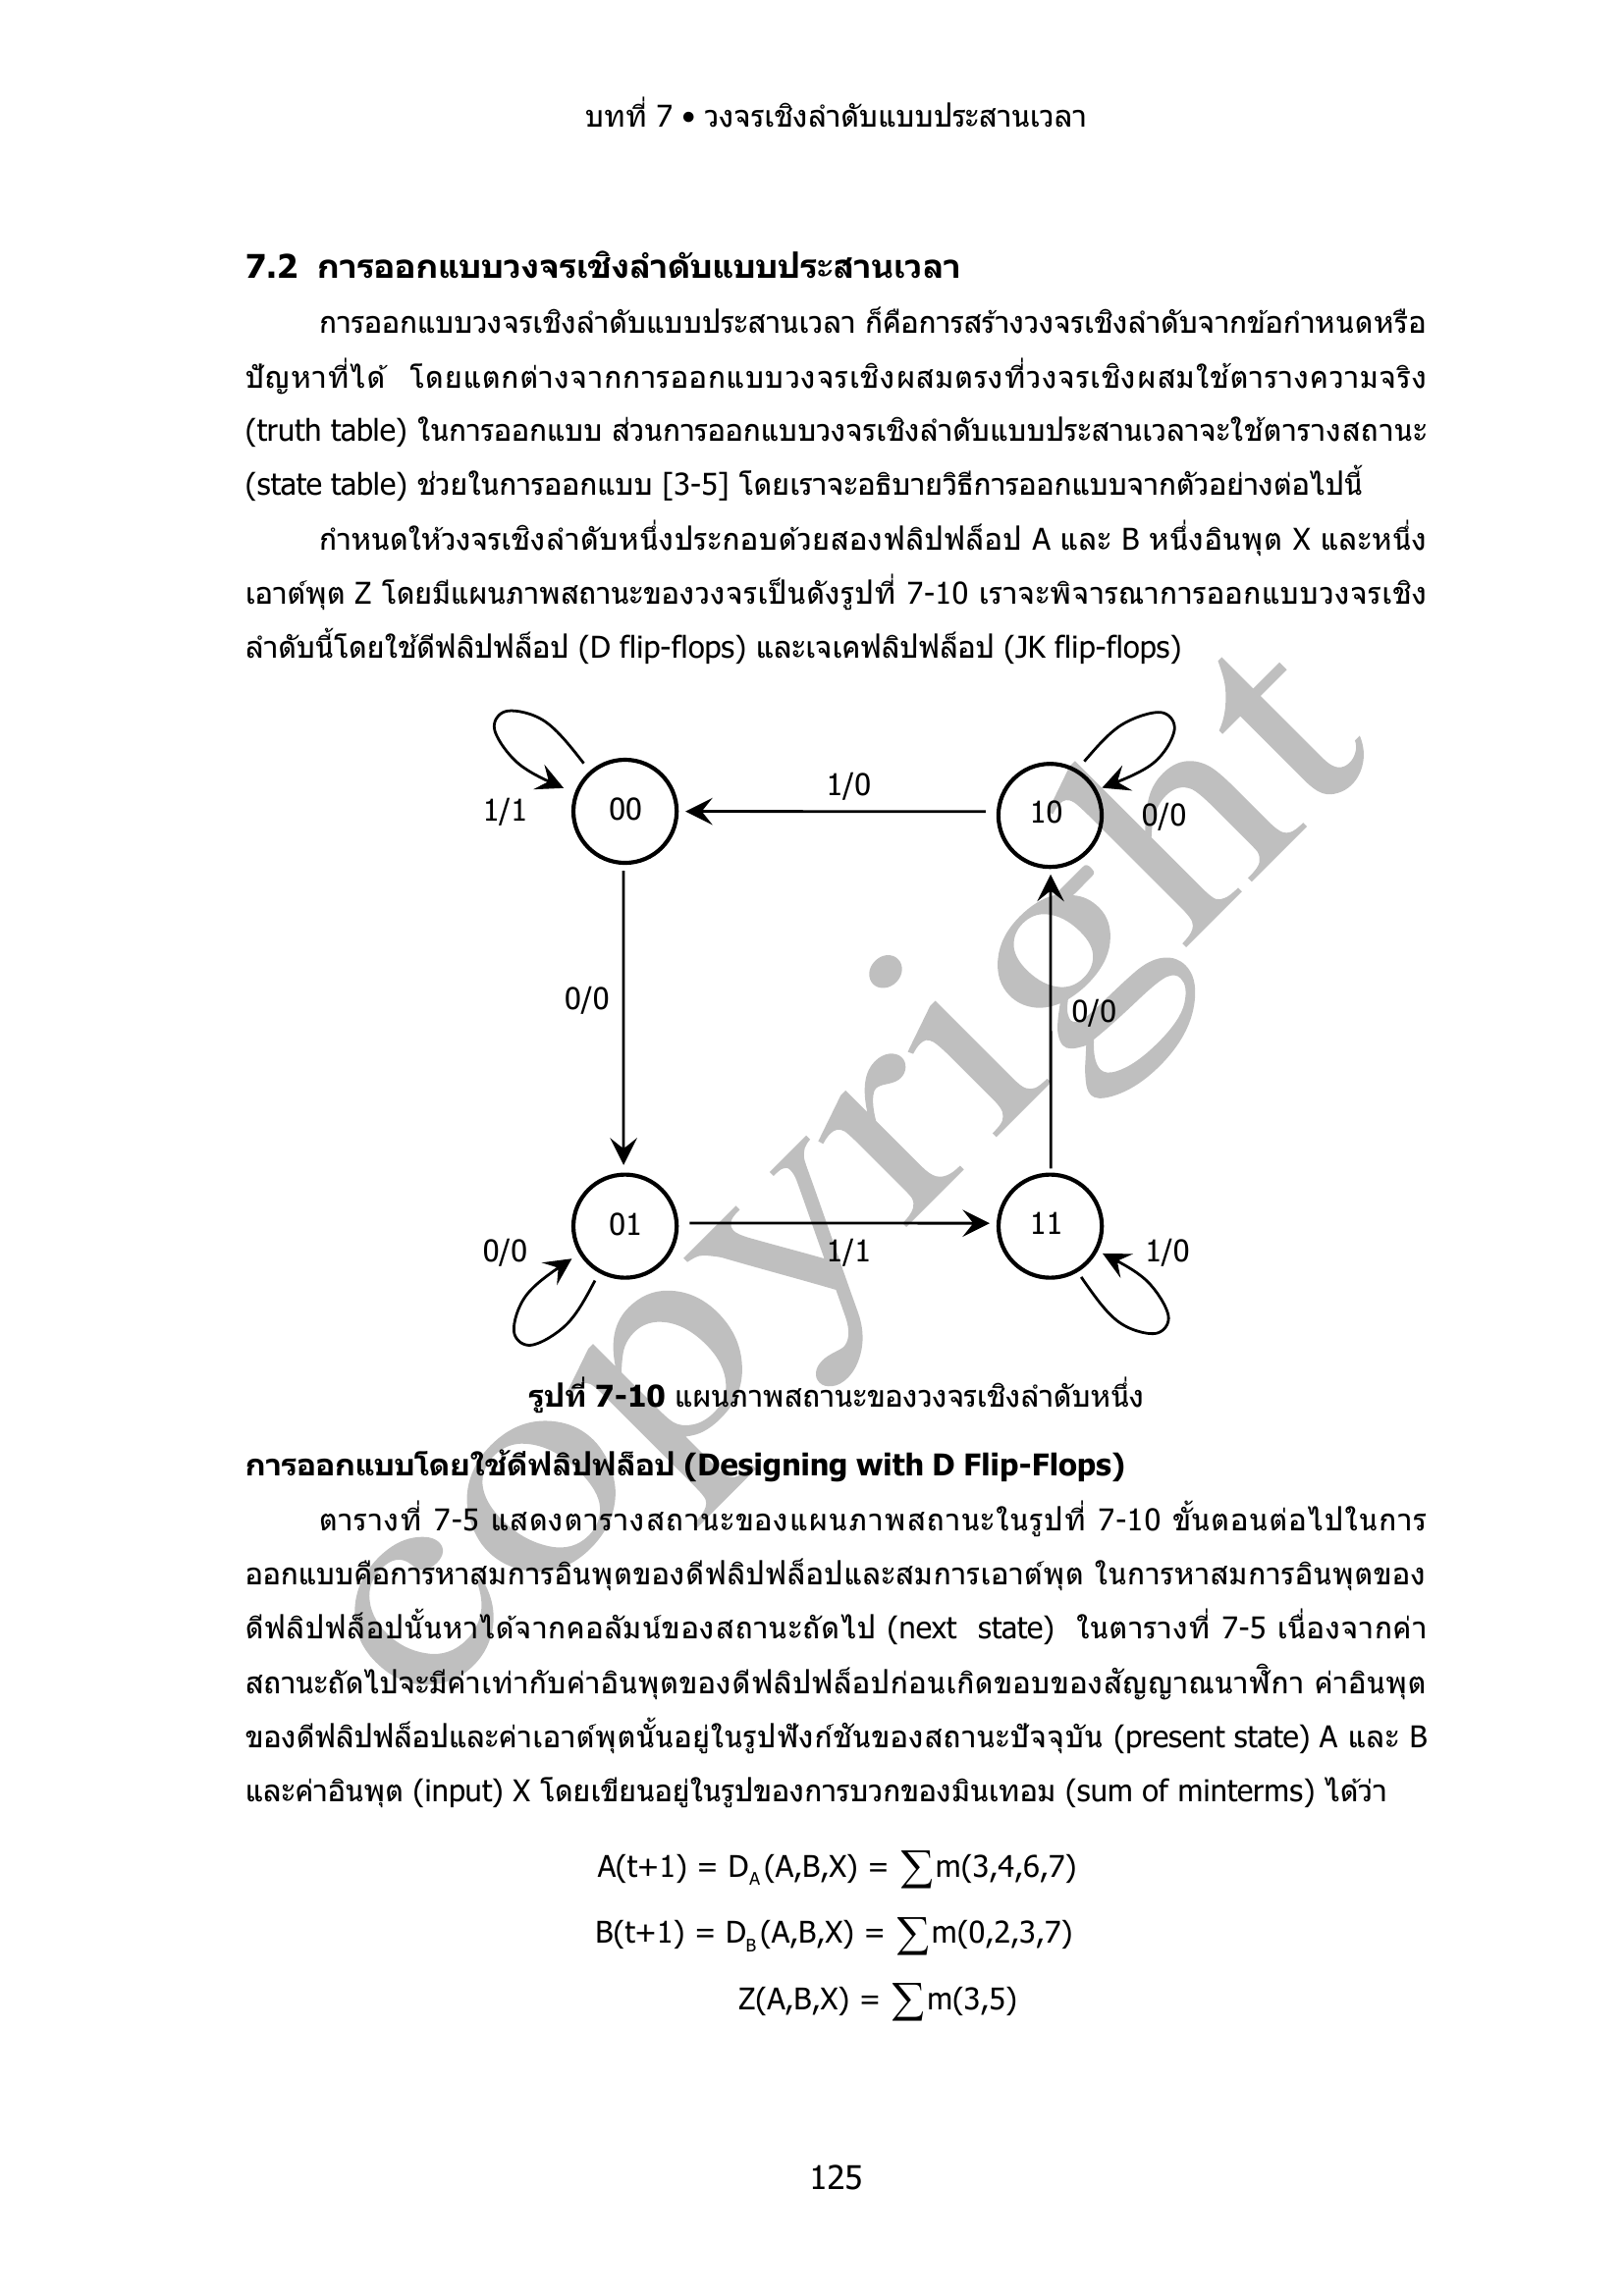 บทที่ 7 • วงจรเชิงลำดับแบบประสานเวลา
7.2 การออกแบบวงจรเชิงลำดับแบบประสานเวลา
การออกแบบวงจรเชิงลำดับแบบประสานเวลา ก็คือการสร้างวงจรเชิงลำดับจากข้อกำหนดหรือ
ปัญหาที่ได้ โดยแตกต่างจากการออกแบบวงจรเชิงผสมตรงที่วงจรเชิงผสมใช้ตารางความจริง
(truth table) ในการออกแบบ ส่วนการออกแบบวงจรเชิงลำดับแบบประสานเวลาจะใช้ตารางสถานะ
(state table) ช่วยในการออกแบบ [3-5] โดยเราจะอธิบายวิธีการออกแบบจากตัวอย่างต่อไปนี้
กำหนดให้วงจรเชิงลำดับหนึ่งประกอบด้วยสองฟลิปฟล็อป A และ B หนึ่งอินพุต X และหนึ่ง
เอาต์พุต Z โดยมีแผนภาพสถานะของวงจรเป็นดังรูปที่ 7-10 เราจะพิจารณาการออกแบบวงจรเชิง
ลำดับนี้โดยใช้ดีฟลิปฟล็อป (D flip-flops) และเจเคฟลิปฟล็อป (JK flip-flops)
1/0
1/1 00 10 0/0
0/0 0/0
01 11
0/0 1/1 1/0
copyright
รูปที่ 7-10 แผนภาพสถานะของวงจรเชิงลำดับหนึ่ง
การออกแบบโดยใช้ดีฟลิปฟล็อป (Designing with D Flip-Flops)
ตารางที่ 7-5 แสดงตารางสถานะของแผนภาพสถานะในรูปที่ 7-10 ขั้นตอนต่อไปในการ
ออกแบบคือการหาสมการอินพุตของดีฟลิปฟล็อปและสมการเอาต์พุต ในการหาสมการอินพุตของ
ดีฟลิปฟล็อปนั้นหาได้จากคอลัมน์ของสถานะถัดไป (next state) ในตารางที่ 7-5 เนื่องจากค่า
สถานะถัดไปจะมีค่าเท่ากับค่าอินพุตของดีฟลิปฟล็อปก่อนเกิดขอบของสัญญาณนาฬิกา ค่าอินพุต
ของดีฟลิปฟล็อปและค่าเอาต์พุตนั้นอยู่ในรูปฟังก์ชันของสถานะปัจจุบัน (present state) A และ B
และค่าอินพุต (input) X โดยเขียนอยู่ในรูปของการบวกของมินเทอม (sum of minterms) ได้ว่า
A(t+1) = D_A (A,B,X) = ∑m(3,4,6,7)
B(t+1) = D_B (A,B,X) = ∑m(0,2,3,7)
Z(A,B,X) = ∑m(3,5)
125